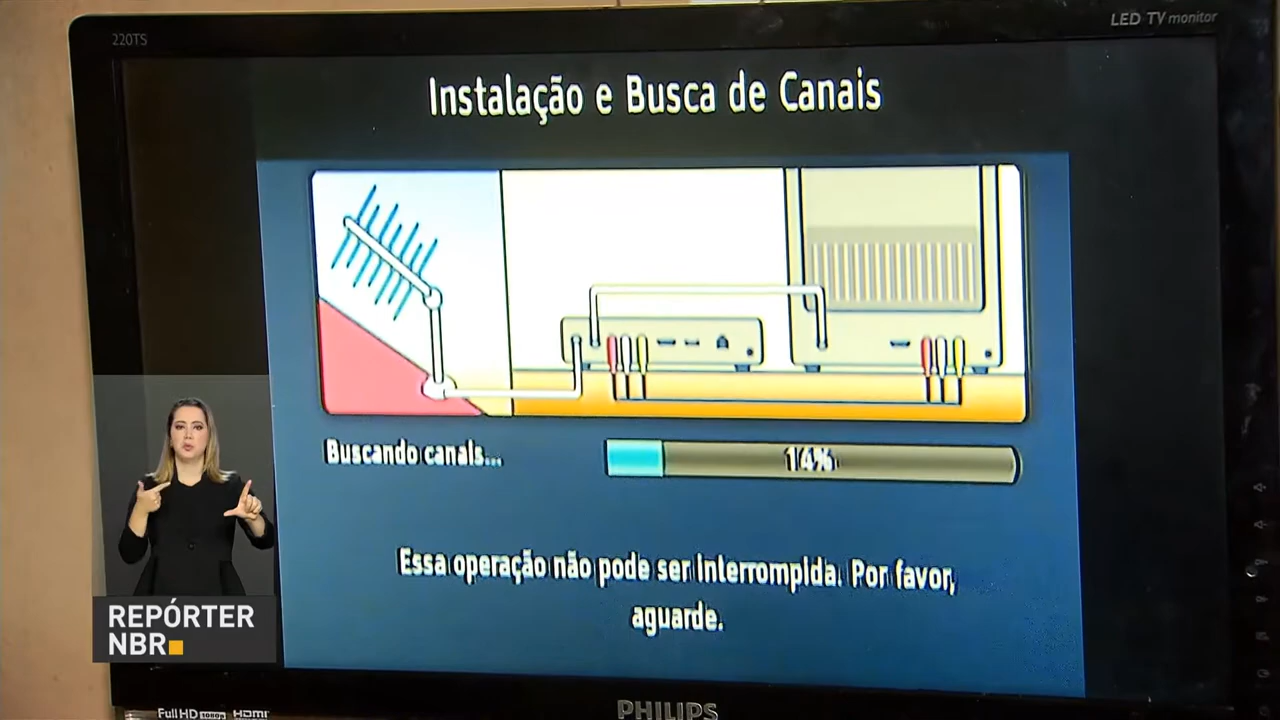 220TS
LED TV monitor
Instalação e Busca de Canais
Buscando canais...
14%
Essa operação não pode ser interrompida. Por favor,
aguarde.
REPÓRTER
NBR
Full HD 1080p HDMI
PHILIPS